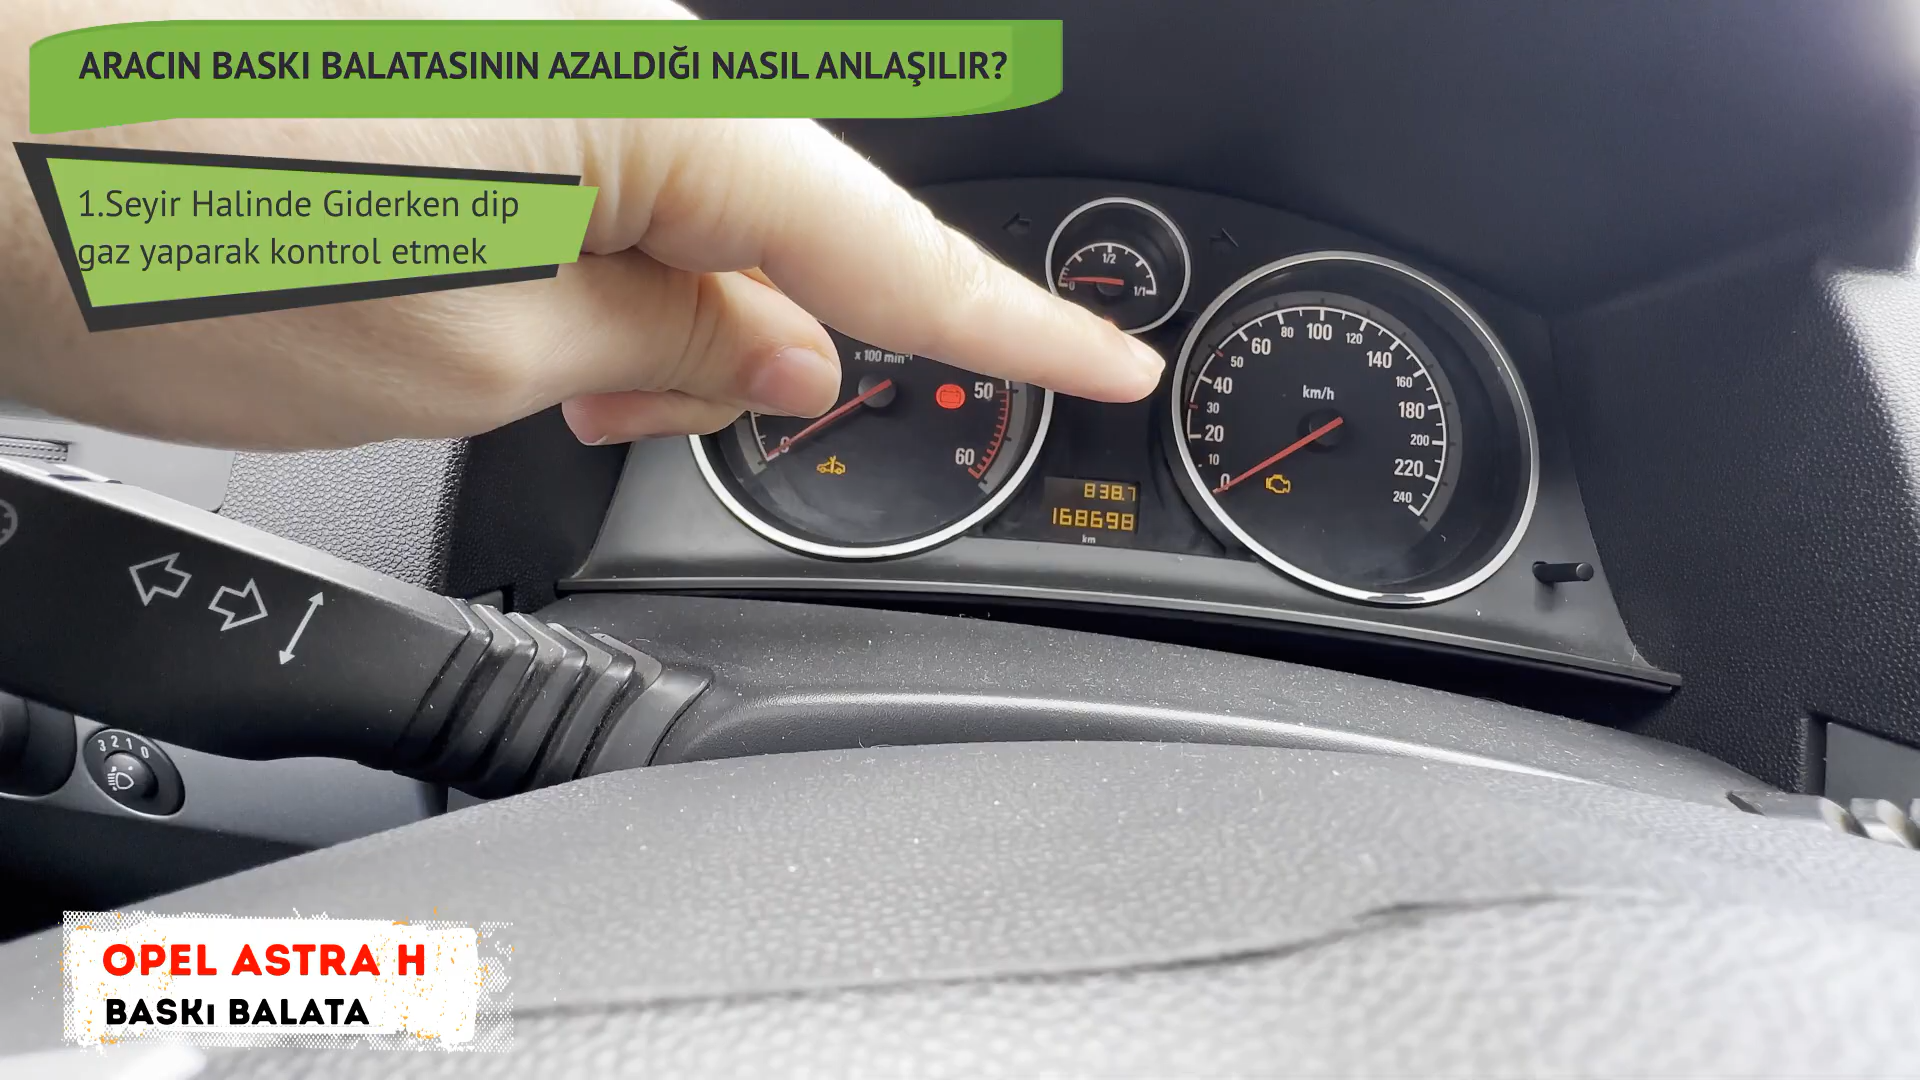 ARACIN BASKI BALATASININ AZALDIĞI NASIL ANLAŞILIR?
1.Seyir Halinde Giderken dip
gaz yaparak kontrol etmek
0 1/2 1/1
x 100 min⁻¹
0 50 60
km/h
0 10 20 30 40 50 60 80 100 120 140 160 180 200 220 240
838.7
168698
km
3 2 1 0
OPEL ASTRA H
BASKı BALATA